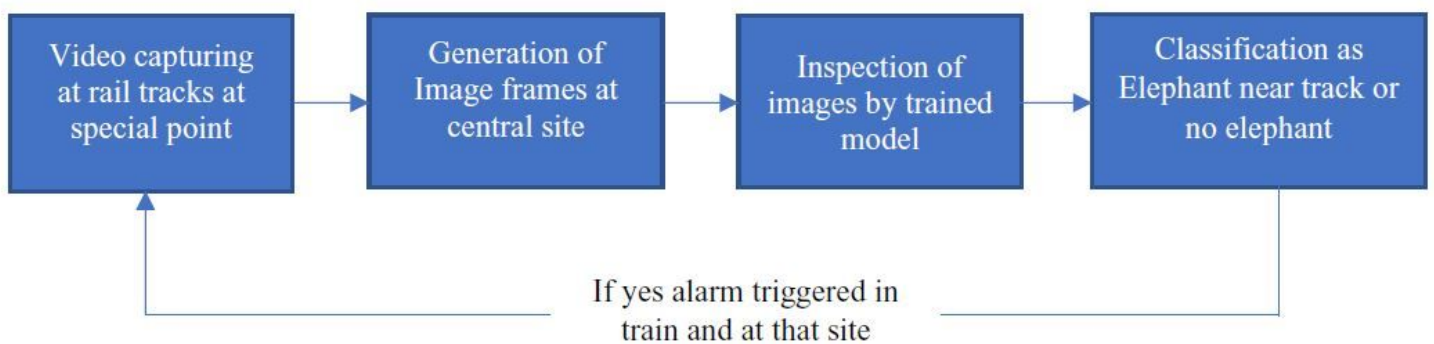 Video capturing
at rail tracks at
special point
Generation of
Image frames at
central site
Inspection of
images by trained
model
Classification as
Elephant near track or
no elephant
If yes alarm triggered in
train and at that site